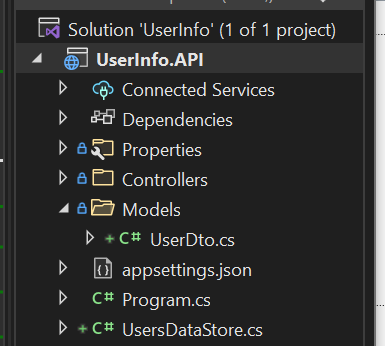 Solution 'UserInfo' (1 of 1 project)
UserInfo.API
Connected Services
Dependencies
Properties
Controllers
Models
+ C# UserDto.cs
appsettings.json
C# Program.cs
+ C# UsersDataStore.cs